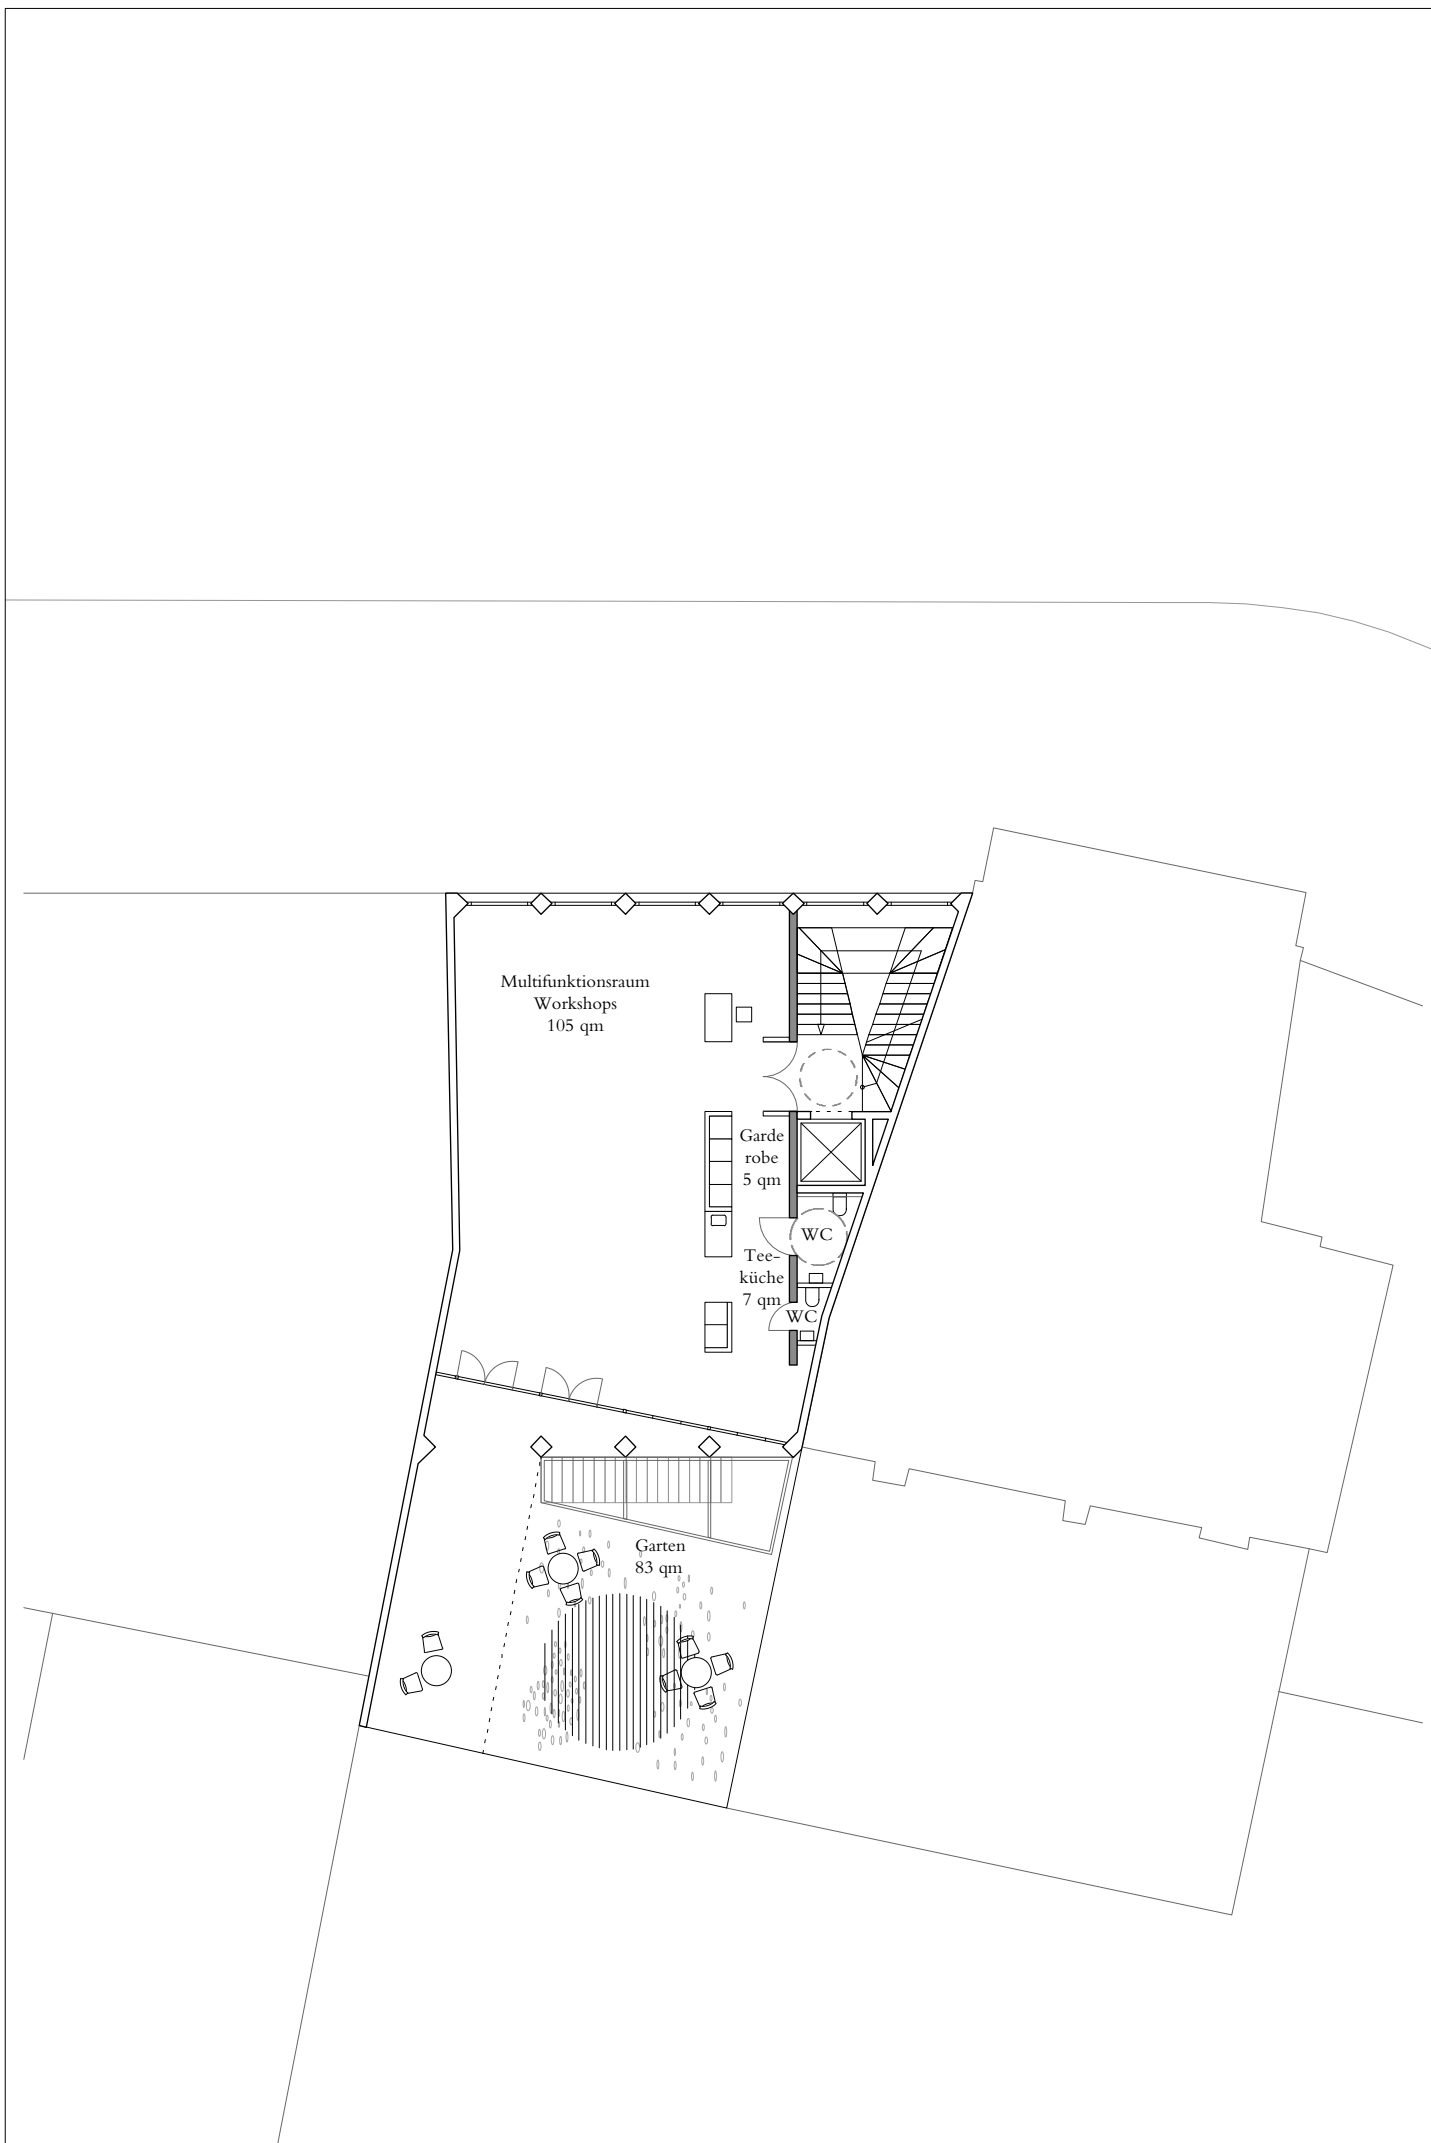 Multifunktionsraum
Workshops
105 qm
Garde
robe
5 qm
WC
Tee-
küche
7 qm
WC
Garten
83 qm